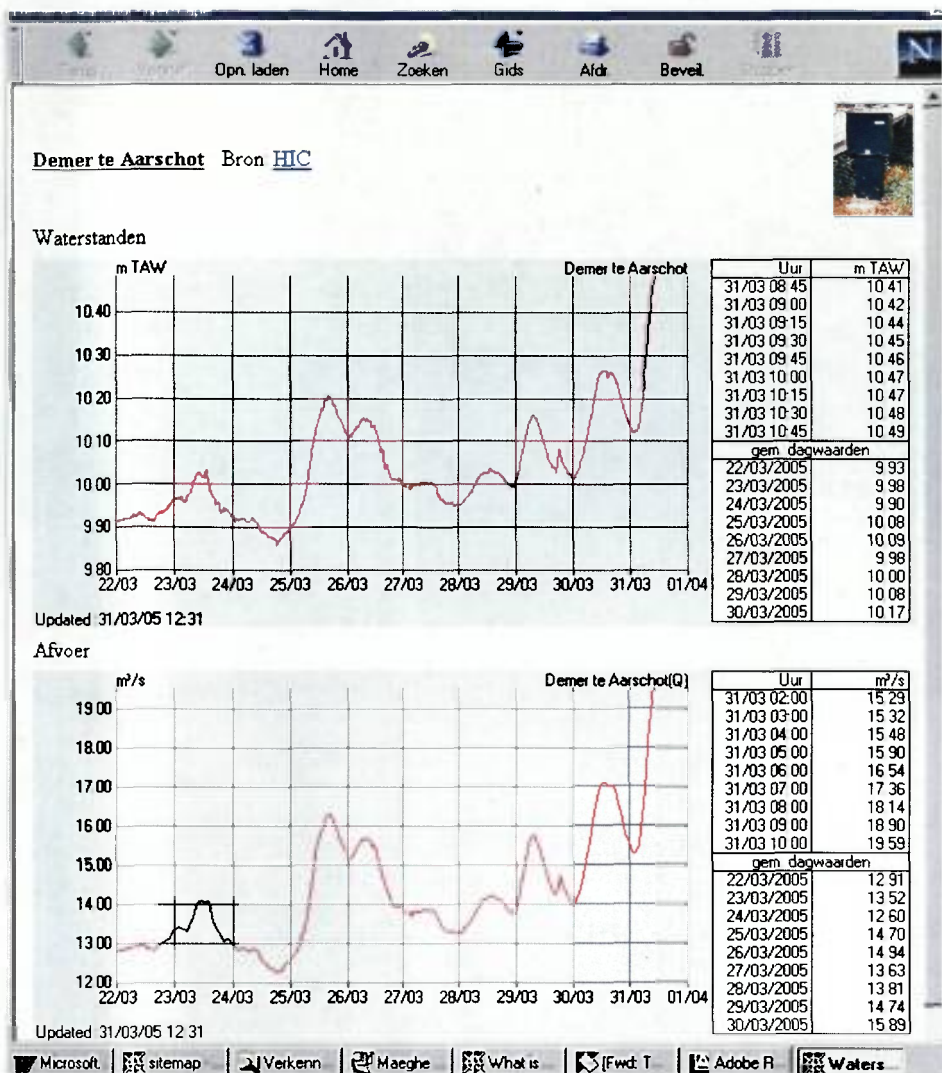 Opn. laden Home Zoeken Gids Afdr. Beveil.
N
Demer te Aarschot Bron HIC
Waterstanden
m TAW Demer te Aarschot
10.40
10.30
10.20
10.10
10.00
9.90
9.80
22/03 23/03 24/03 25/03 26/03 27/03 28/03 29/03 30/03 31/03 01/04
Updated 31/03/05 12:31
Uur m TAW
31/03 08:45 10.41
31/03 09:00 10.42
31/03 09:15 10.44
31/03 09:30 10.45
31/03 09:45 10.46
31/03 10:00 10.47
31/03 10:15 10.47
31/03 10:30 10.48
31/03 10:45 10.49
gem. dagwaarden
22/03/2005 9.93
23/03/2005 9.98
24/03/2005 9.90
25/03/2005 10.08
26/03/2005 10.09
27/03/2005 9.98
28/03/2005 10.00
29/03/2005 10.08
30/03/2005 10.17
Afvoer
m³/s Demer te Aarschot(Q)
19.00
18.00
17.00
16.00
15.00
14.00
13.00
12.00
22/03 23/03 24/03 25/03 26/03 27/03 28/03 29/03 30/03 31/03 01/04
Updated 31/03/05 12:31
Uur m³/s
31/03 02:00 15.29
31/03 03:00 15.32
31/03 04:00 15.48
31/03 05:00 15.90
31/03 06:00 16.54
31/03 07:00 17.36
31/03 08:00 18.14
31/03 09:00 18.90
31/03 10:00 19.59
gem. dagwaarden
22/03/2005 12.91
23/03/2005 13.52
24/03/2005 12.60
25/03/2005 14.70
26/03/2005 14.94
27/03/2005 13.63
28/03/2005 13.81
29/03/2005 14.74
30/03/2005 15.89
Microsoft. sitemap ... Verkenn... Maeghe... What is ... [Fwd: T... Adobe R... Waters...